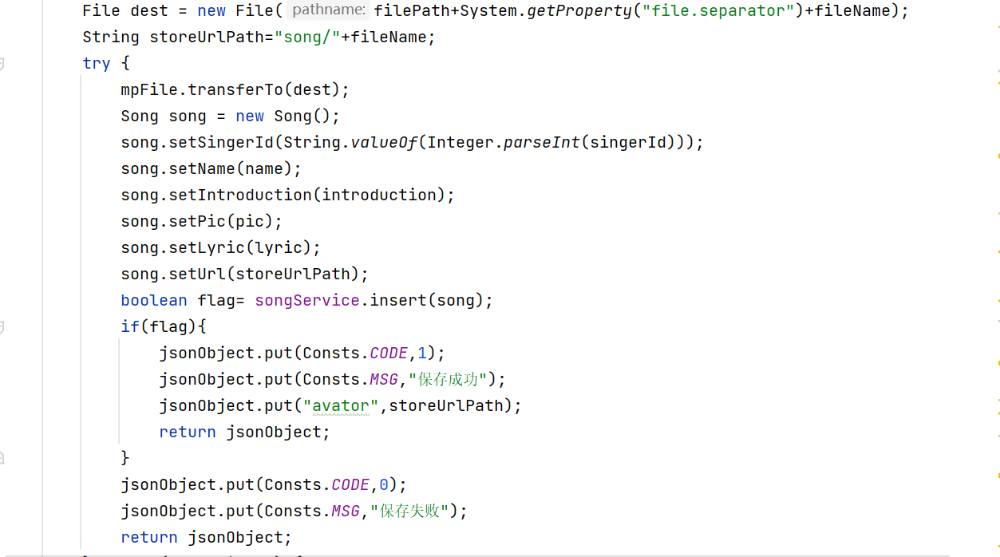 File dest = new File( pathname: filePath+System.getProperty("file.separator")+fileName);
String storeUrlPath="song/"+fileName;
try {
mpFile.transferTo(dest);
Song song = new Song();
song.setSingerId(String.valueOf(Integer.parseInt(singerId)));
song.setName(name);
song.setIntroduction(introduction);
song.setPic(pic);
song.setLyric(lyric);
song.setUrl(storeUrlPath);
boolean flag= songService.insert(song);
if(flag){
jsonObject.put(Consts.CODE,1);
jsonObject.put(Consts.MSG,"保存成功");
jsonObject.put("avator",storeUrlPath);
return jsonObject;
}
jsonObject.put(Consts.CODE,0);
jsonObject.put(Consts.MSG,"保存失败");
return jsonObject;